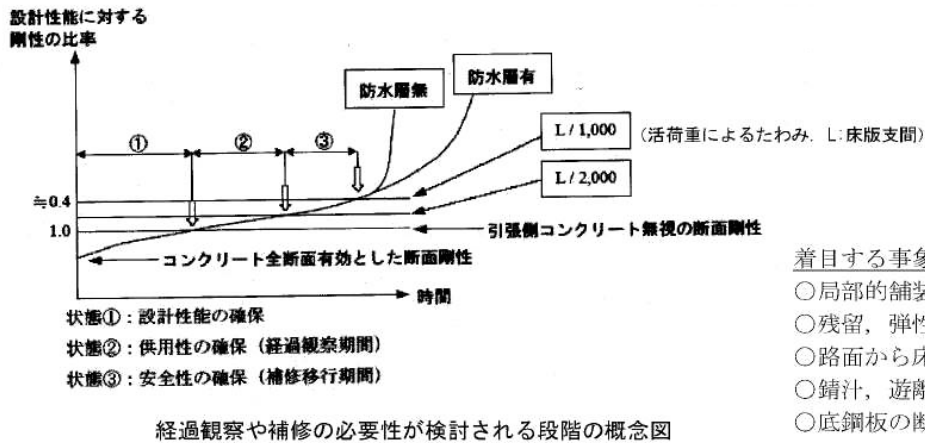 設計性能に対する
剛性の比率
防水層無
防水層有
①
②
③
L / 1,000
（活荷重によるたわみ．L：床版支間）
L / 2,000
≒0.4
1.0
引張側コンクリート無視の断面剛性
コンクリート全断面有効とした断面剛性
時間
状態①：設計性能の確保
状態②：供用性の確保（経過観察期間）
状態③：安全性の確保（補修移行期間）
経過観察や補修の必要性が検討される段階の概念図
着目する事象
○局部的舗装
○残留，弾性
○路面から床
○錆汁，遊離
○底鋼板の断